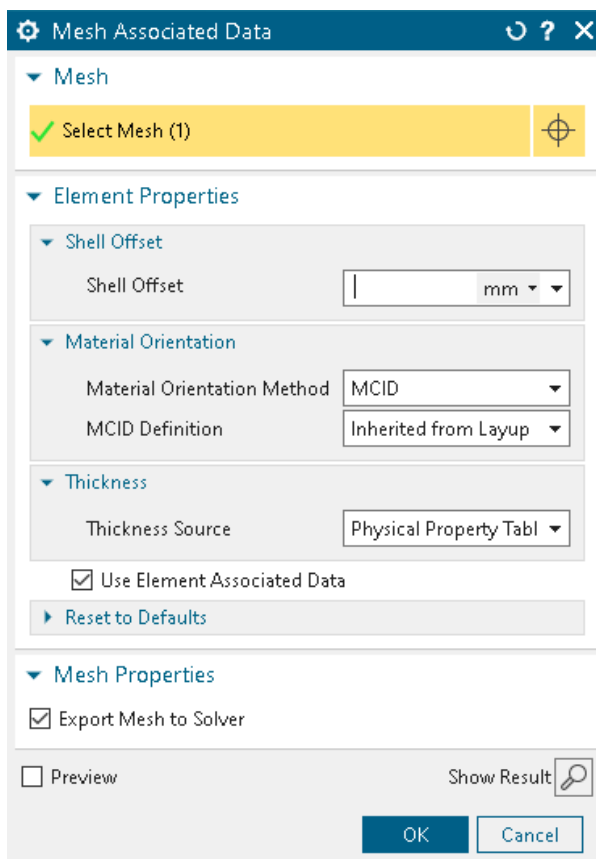 Mesh Associated Data
Mesh
Select Mesh (1)
Element Properties
Shell Offset
Shell Offset mm
Material Orientation
Material Orientation Method MCID
MCID Definition Inherited from Layup
Thickness
Thickness Source Physical Property Tabl
Use Element Associated Data
Reset to Defaults
Mesh Properties
Export Mesh to Solver
Preview Show Result
OK Cancel